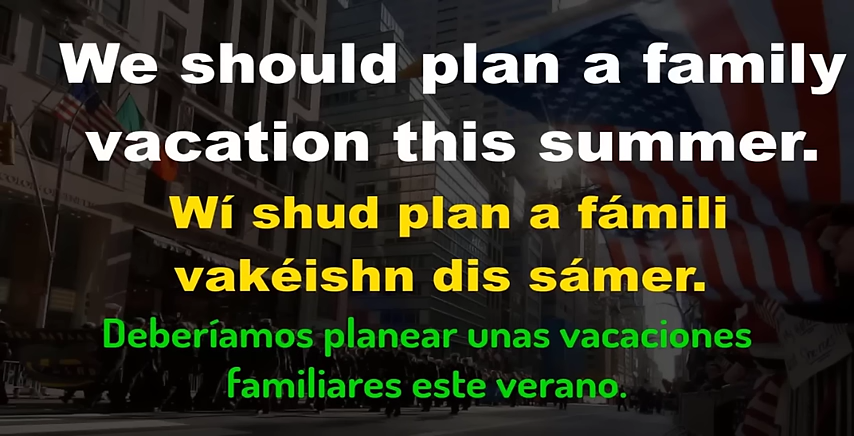 We should plan a family
vacation this summer.
Wí shud plan a fámili
vakéishn dis sámer.
Deberíamos planear unas vacaciones
familiares este verano.